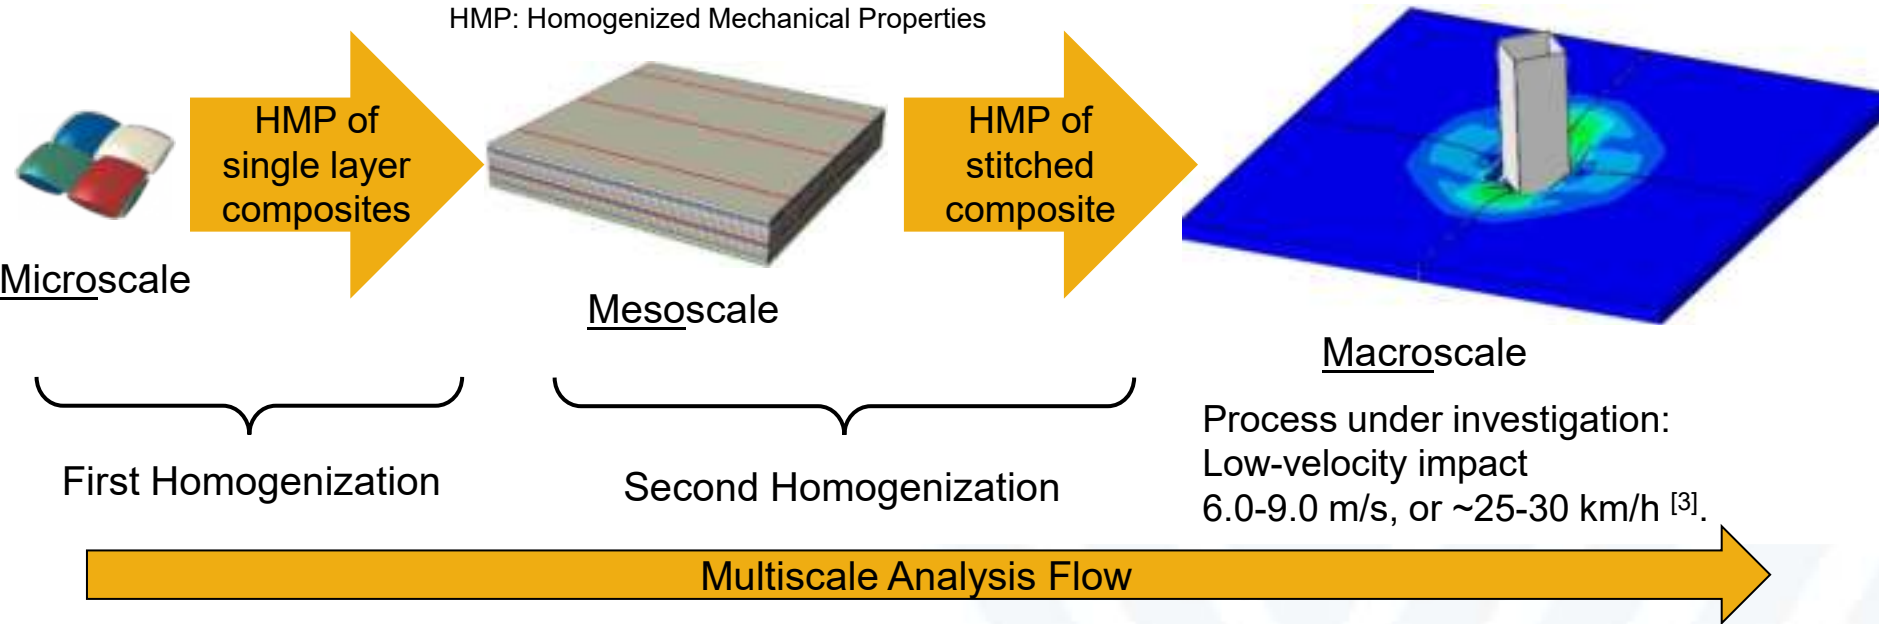 HMP: Homogenized Mechanical Properties
HMP of
single layer
composites
HMP of
stitched
composite
Microscale
Mesoscale
Macroscale
First Homogenization
Second Homogenization
Process under investigation:
Low-velocity impact
6.0-9.0 m/s, or ~25-30 km/h [3].
Multiscale Analysis Flow